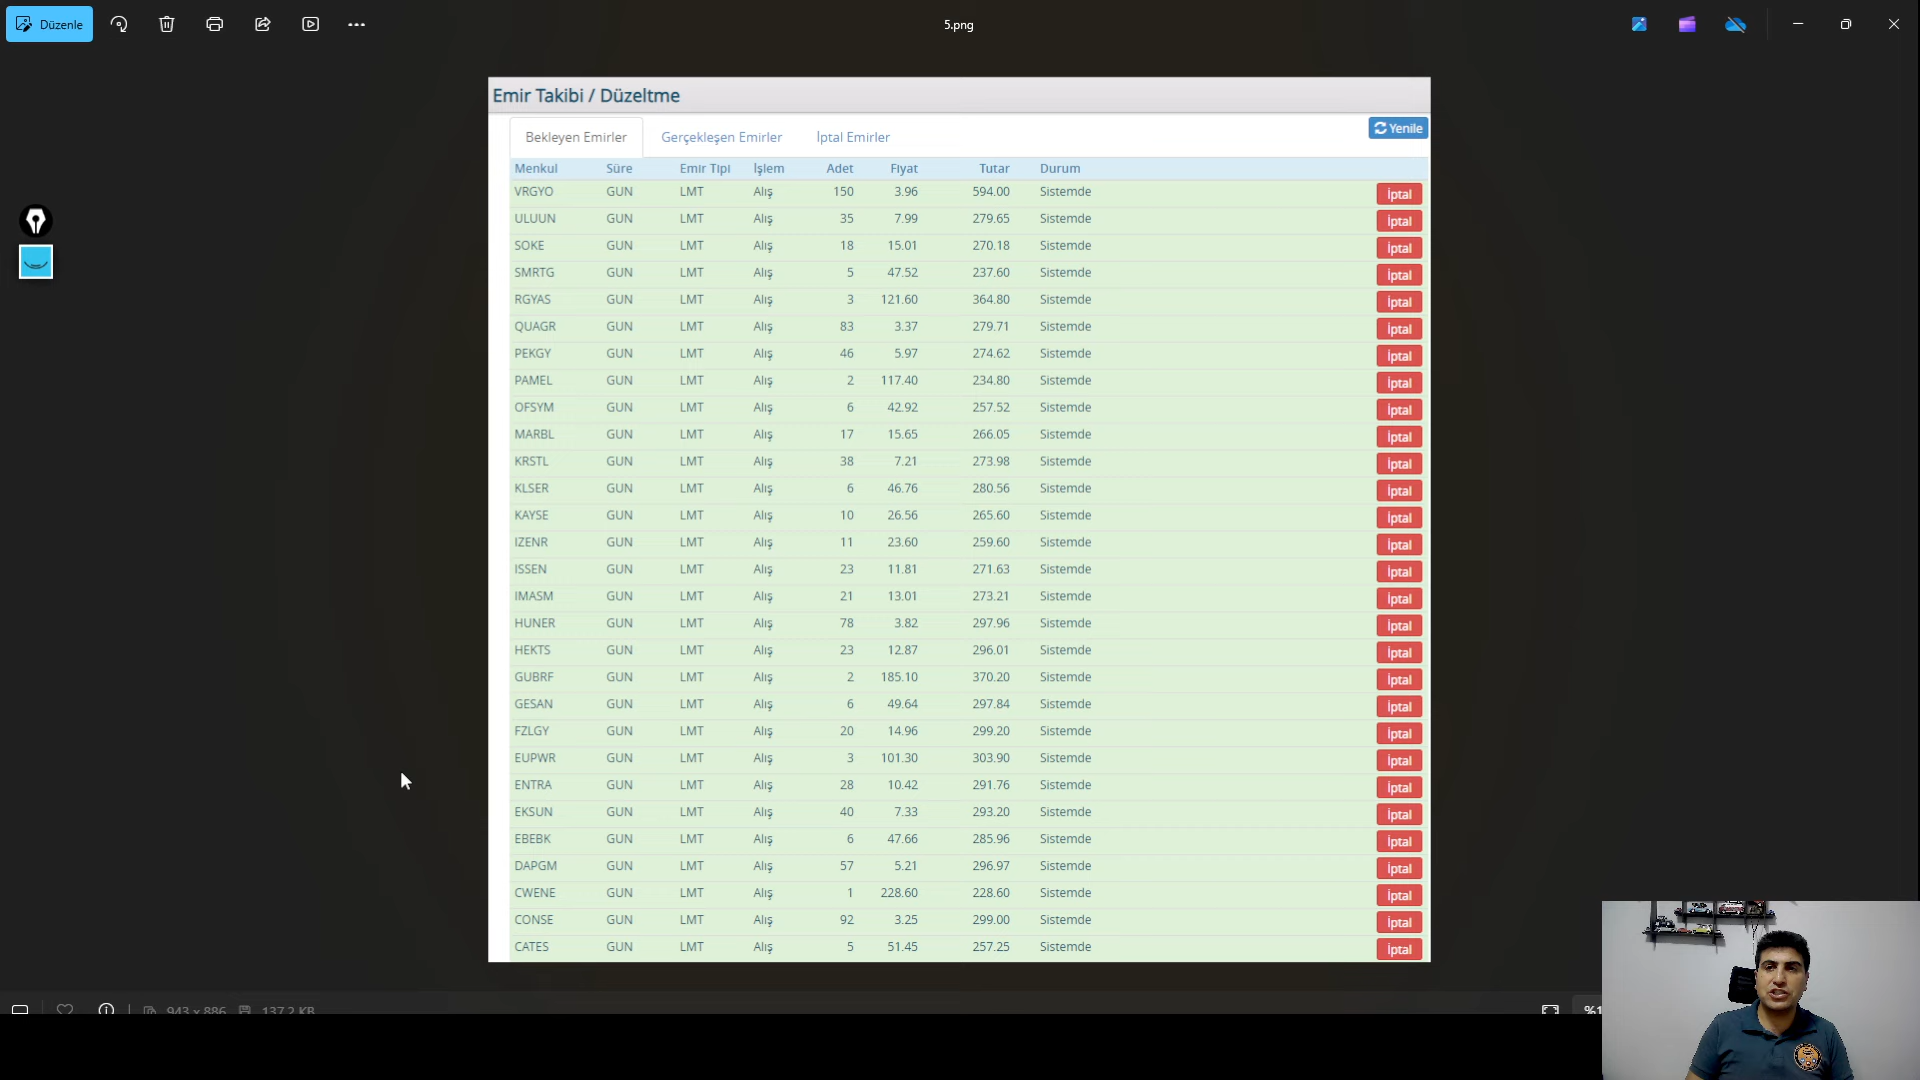 Düzenle
5.png
Emir Takibi / Düzeltme
Bekleyen Emirler Gerçekleşen Emirler İptal Emirler Yenile
Menkul Süre Emir Tipi İşlem Adet Fiyat Tutar Durum
VRGYO GUN LMT Alış 150 3.96 594.00 Sistemde İptal
ULUUN GUN LMT Alış 35 7.99 279.65 Sistemde İptal
SOKE GUN LMT Alış 18 15.01 270.18 Sistemde İptal
SMRTG GUN LMT Alış 5 47.52 237.60 Sistemde İptal
RGYAS GUN LMT Alış 3 121.60 364.80 Sistemde İptal
QUAGR GUN LMT Alış 83 3.37 279.71 Sistemde İptal
PEKGY GUN LMT Alış 46 5.97 274.62 Sistemde İptal
PAMEL GUN LMT Alış 2 117.40 234.80 Sistemde İptal
OFSYM GUN LMT Alış 6 42.92 257.52 Sistemde İptal
MARBL GUN LMT Alış 17 15.65 266.05 Sistemde İptal
KRSTL GUN LMT Alış 38 7.21 273.98 Sistemde İptal
KLSER GUN LMT Alış 6 46.76 280.56 Sistemde İptal
KAYSE GUN LMT Alış 10 26.56 265.60 Sistemde İptal
IZENR GUN LMT Alış 11 23.60 259.60 Sistemde İptal
ISSEN GUN LMT Alış 23 11.81 271.63 Sistemde İptal
IMASM GUN LMT Alış 21 13.01 273.21 Sistemde İptal
HUNER GUN LMT Alış 78 3.82 297.96 Sistemde İptal
HEKTS GUN LMT Alış 23 12.87 296.01 Sistemde İptal
GUBRF GUN LMT Alış 2 185.10 370.20 Sistemde İptal
GESAN GUN LMT Alış 6 49.64 297.84 Sistemde İptal
FZLGY GUN LMT Alış 20 14.96 299.20 Sistemde İptal
EUPWR GUN LMT Alış 3 101.30 303.90 Sistemde İptal
ENTRA GUN LMT Alış 28 10.42 291.76 Sistemde İptal
EKSUN GUN LMT Alış 40 7.33 293.20 Sistemde İptal
EBEBK GUN LMT Alış 6 47.66 285.96 Sistemde İptal
DAPGM GUN LMT Alış 57 5.21 296.97 Sistemde İptal
CWENE GUN LMT Alış 1 228.60 228.60 Sistemde İptal
CONSE GUN LMT Alış 92 3.25 299.00 Sistemde İptal
CATES GUN LMT Alış 5 51.45 257.25 Sistemde İptal
943 x 886 137.2 KB